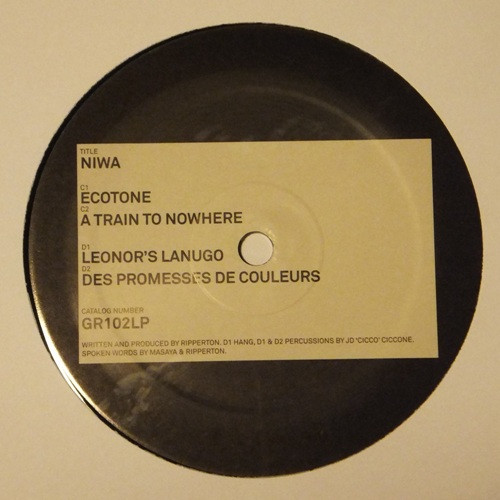 TITLE
NIWA
C1
ECOTONE
C2
A TRAIN TO NOWHERE
D1
LEONOR'S LANUGO
D2
DES PROMESSES DE COULEURS
CATALOG NUMBER
GR102LP
WRITTEN AND PRODUCED BY RIPPERTON. D1 HANG, D1 & D2 PERCUSSIONS BY JD 'CICCO' CICCONE.
SPOKEN WORDS BY MASAYA & RIPPERTON.